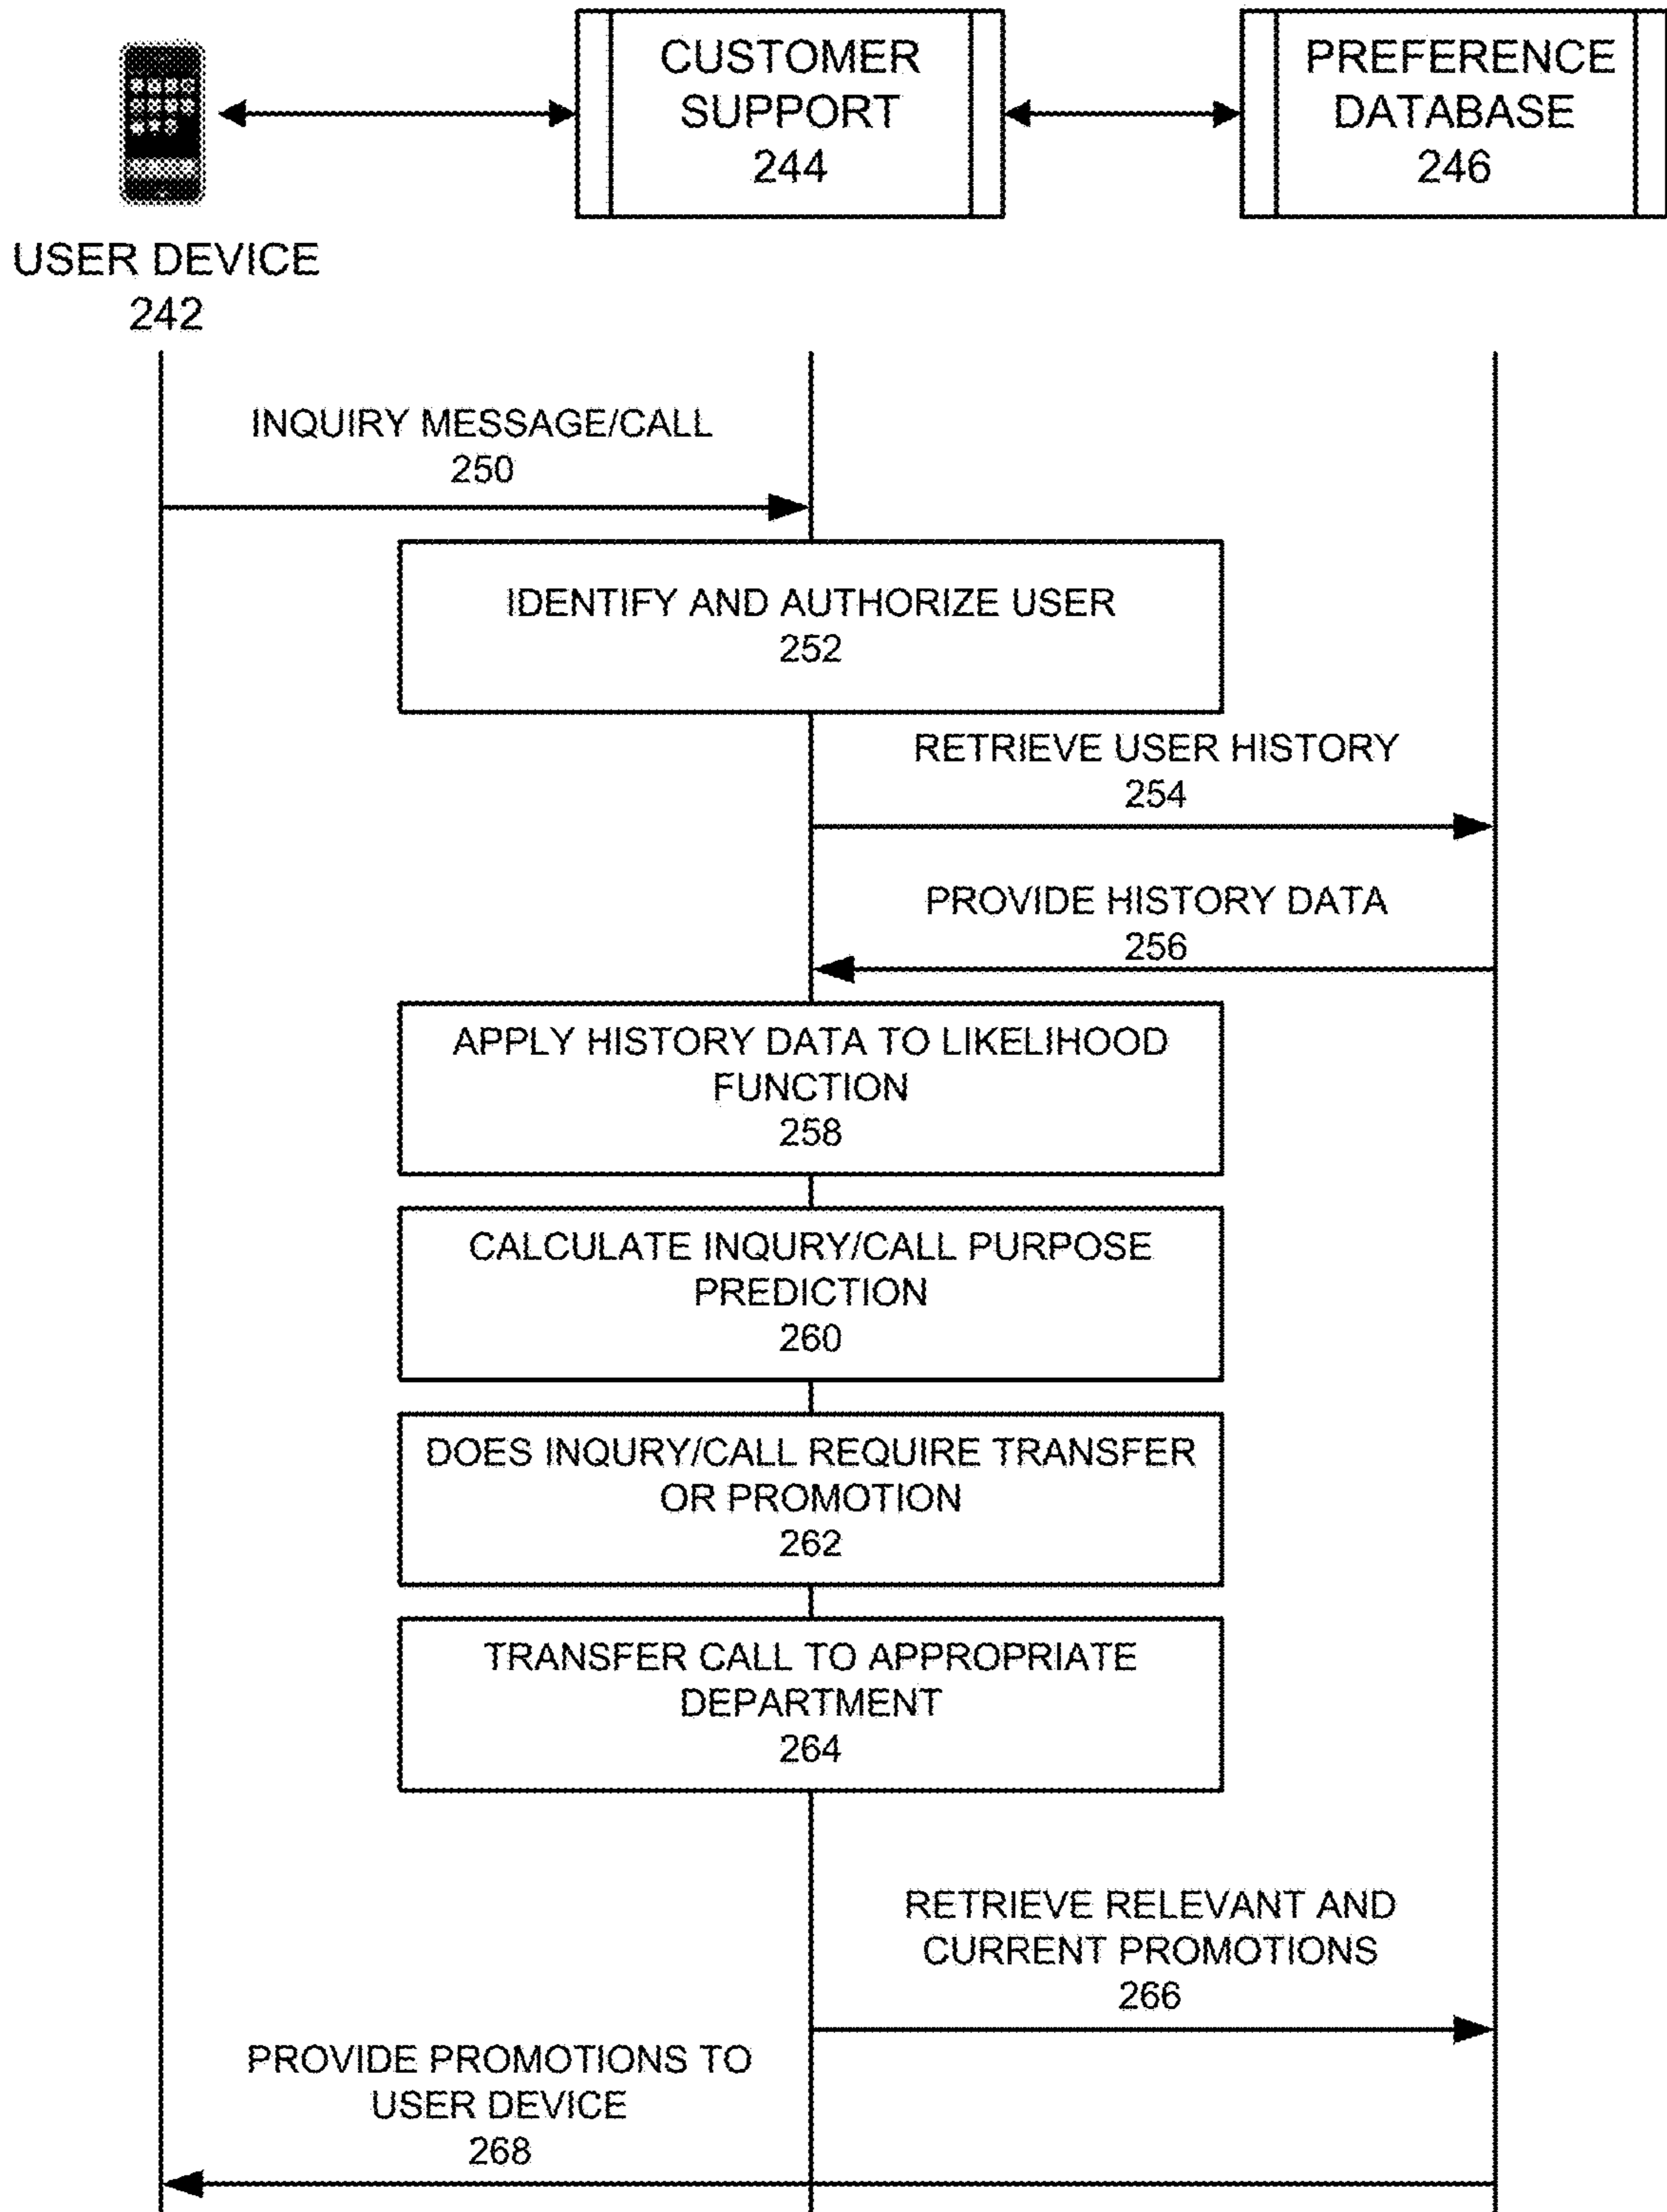 CUSTOMER
SUPPORT
244
PREFERENCE
DATABASE
246
USER DEVICE
242
INQUIRY MESSAGE/CALL
250
IDENTIFY AND AUTHORIZE USER
252
RETRIEVE USER HISTORY
254
PROVIDE HISTORY DATA
256
APPLY HISTORY DATA TO LIKELIHOOD
FUNCTION
258
CALCULATE INQURY/CALL PURPOSE
PREDICTION
260
DOES INQURY/CALL REQUIRE TRANSFER
OR PROMOTION
262
TRANSFER CALL TO APPROPRIATE
DEPARTMENT
264
RETRIEVE RELEVANT AND
CURRENT PROMOTIONS
266
PROVIDE PROMOTIONS TO
USER DEVICE
268